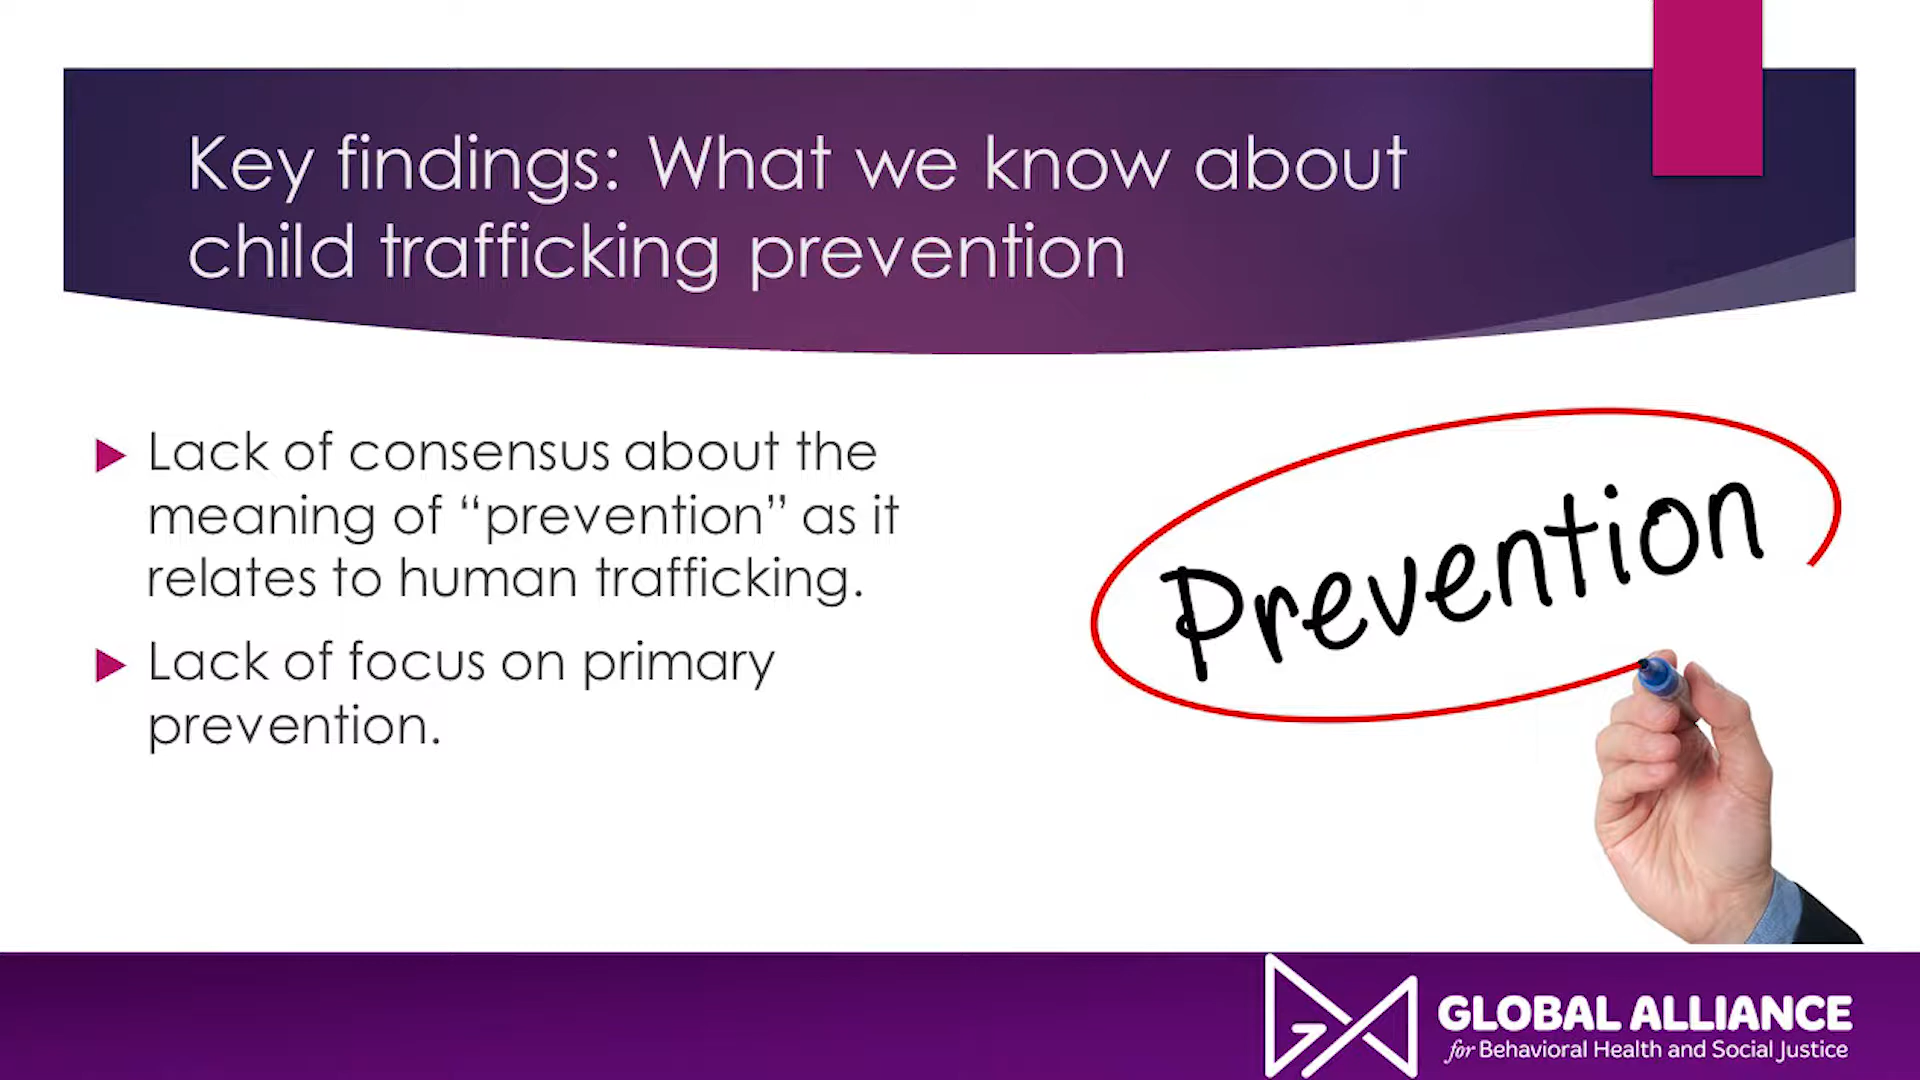 Key findings: What we know about
child trafficking prevention
Lack of consensus about the
meaning of “prevention” as it
relates to human trafficking.
Lack of focus on primary
prevention.
Prevention
GLOBAL ALLIANCE
for Behavioral Health and Social Justice